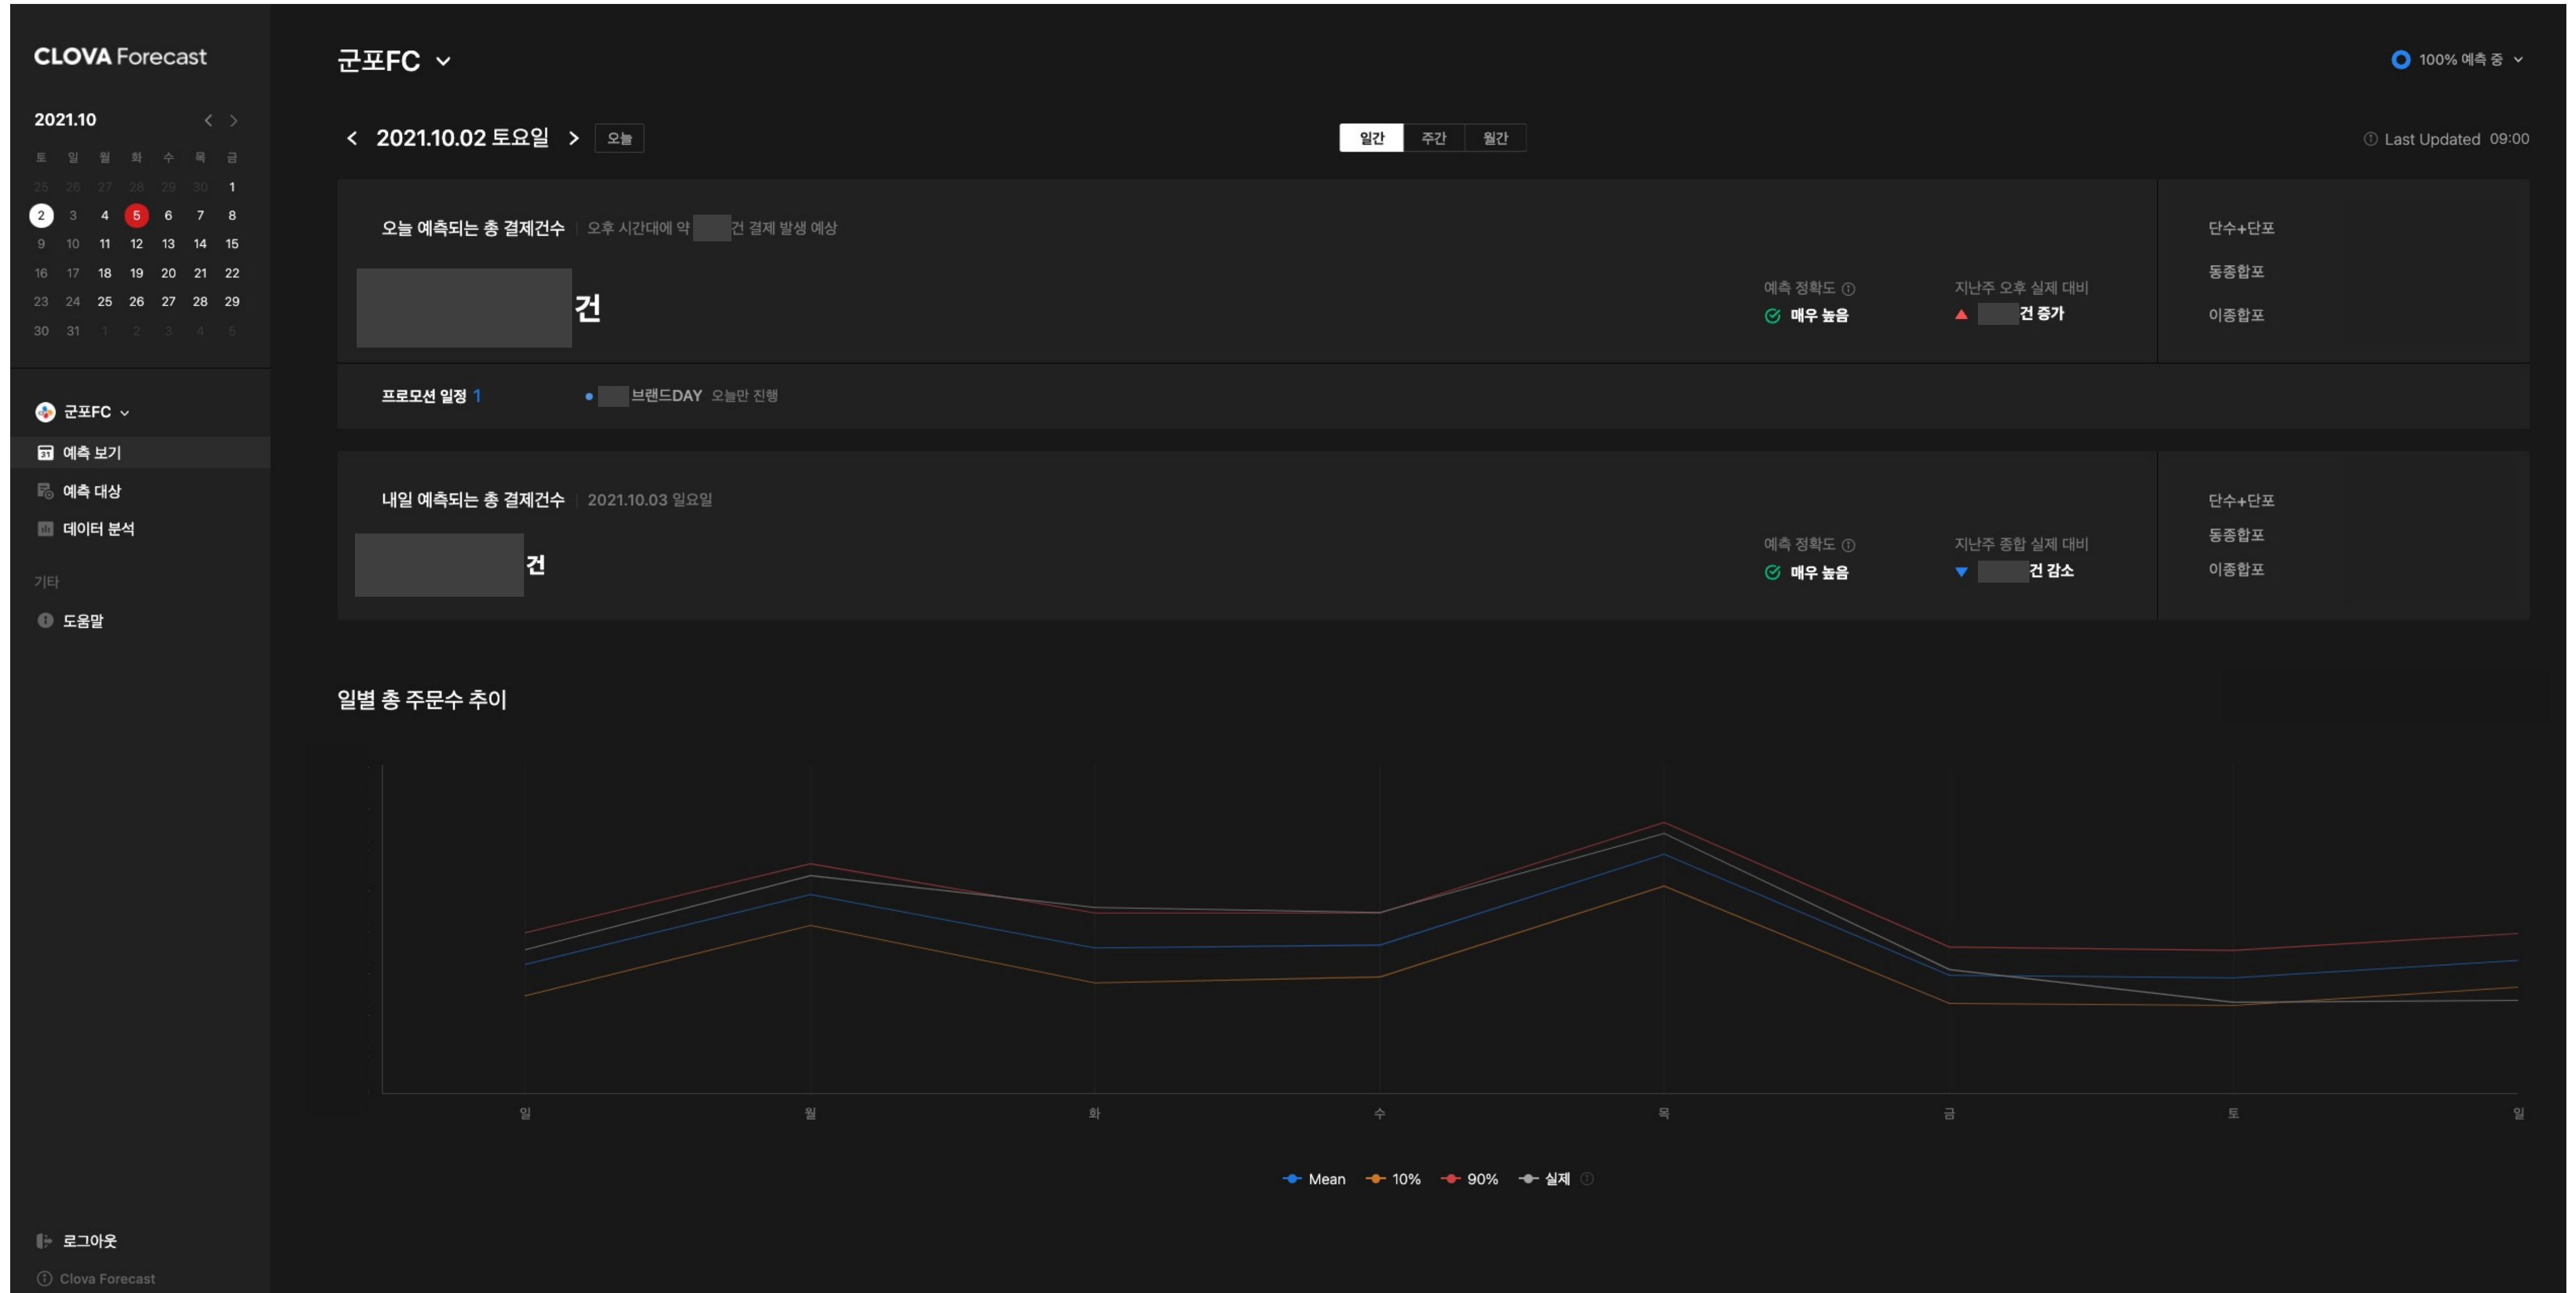 CLOVA Forecast
2021.10
토 일 월 화 수 목 금
25 26 27 28 29 30 1
2 3 4 5 6 7 8
9 10 11 12 13 14 15
16 17 18 19 20 21 22
23 24 25 26 27 28 29
30 31 1 2 3 4 5
군포FC
예측 보기
예측 대상
데이터 분석
기타
도움말
로그아웃
Clova Forecast
군포FC
100% 예측 중
2021.10.02 토요일
오늘
일간 주간 월간
Last Updated 09:00
오늘 예측되는 총 결제건수
오후 시간대에 약 건 결제 발생 예상
건
예측 정확도
매우 높음
지난주 오후 실제 대비
건 증가
단수+단포
동종합포
이종합포
프로모션 일정 1
브랜드DAY 오늘만 진행
내일 예측되는 총 결제건수
2021.10.03 일요일
건
예측 정확도
매우 높음
지난주 종합 실제 대비
건 감소
단수+단포
동종합포
이종합포
일별 총 주문수 추이
일 월 화 수 목 금 토 일
Mean 10% 90% 실제